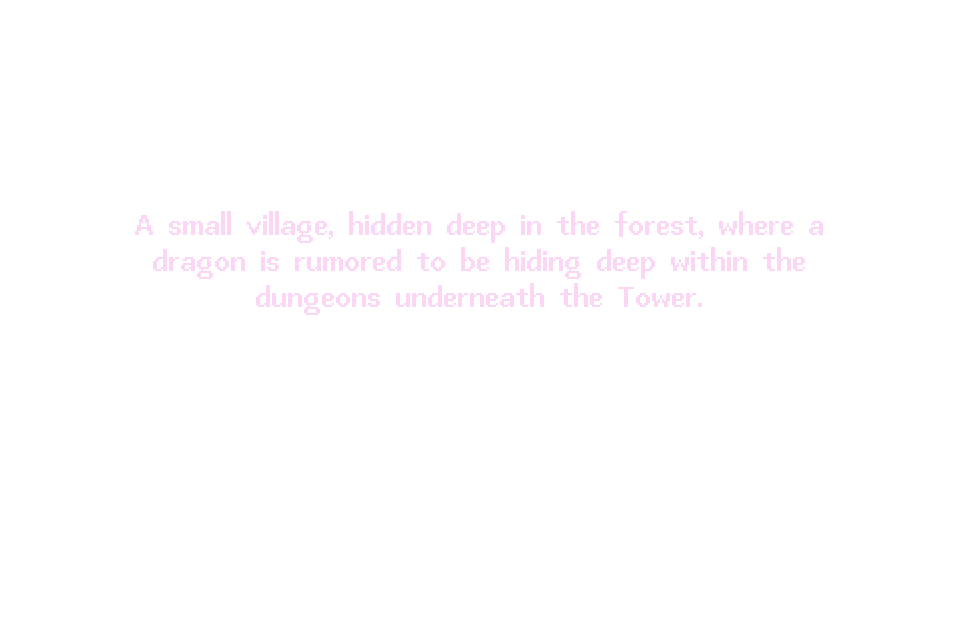 A small village, hidden deep in the forest, where a
dragon is rumored to be hiding deep within the
dungeons underneath the Tower.